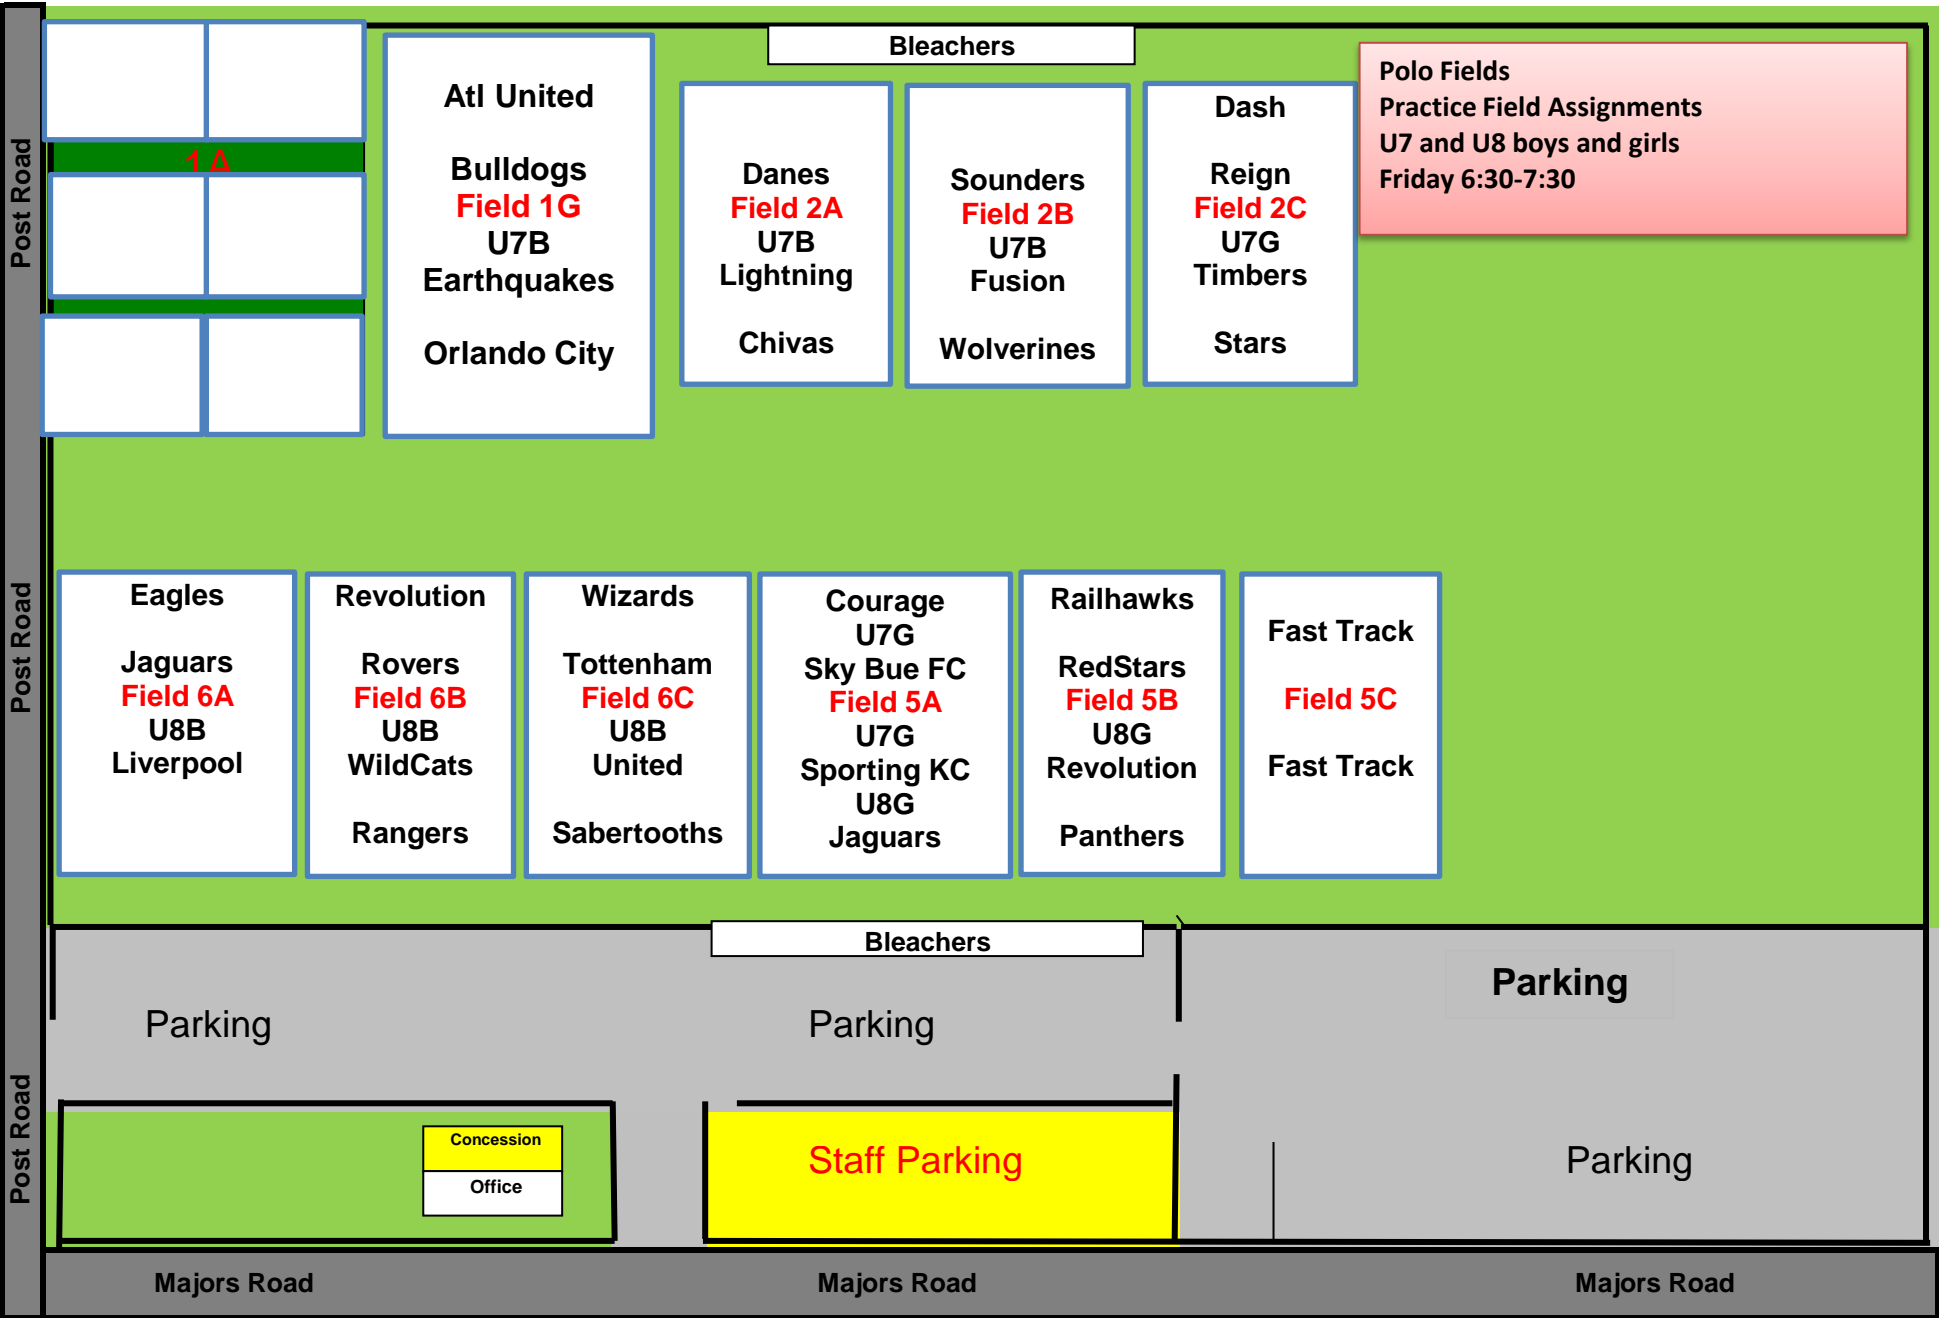 Bleachers
Polo Fields
Practice Field Assignments
U7 and U8 boys and girls
Friday 6:30-7:30
Post Road
1A
Atl United
Bulldogs
Field 1G
U7B
Earthquakes
Orlando City
Danes
Field 2A
U7B
Lightning
Chivas
Sounders
Field 2B
U7B
Fusion
Wolverines
Dash
Reign
Field 2C
U7G
Timbers
Stars
Post Road
Eagles
Jaguars
Field 6A
U8B
Liverpool
Revolution
Rovers
Field 6B
U8B
WildCats
Rangers
Wizards
Tottenham
Field 6C
U8B
United
Sabertooths
Courage
U7G
Sky Bue FC
Field 5A
U7G
Sporting KC
U8G
Jaguars
Railhawks
RedStars
Field 5B
U8G
Revolution
Panthers
Fast Track
Field 5C
Fast Track
Bleachers
Parking
Parking
Parking
Post Road
Concession
Office
Staff Parking
Parking
Majors Road
Majors Road
Majors Road